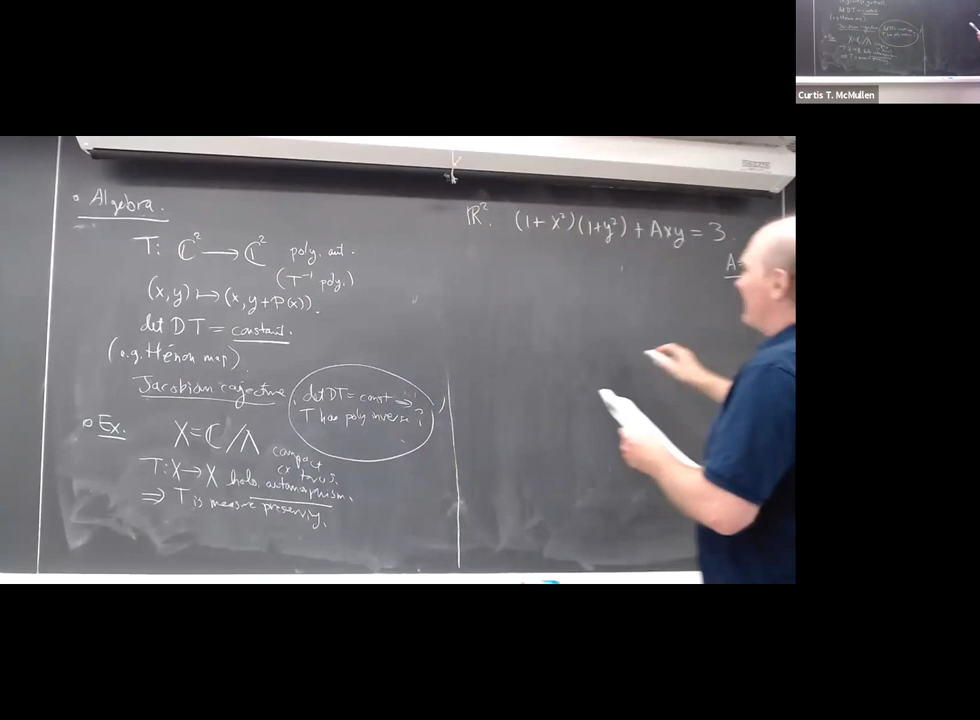 • Algebra.
T: ℂ² ⟶ ℂ² poly. aut.
(T⁻¹ poly.)
(x, y) ↦ (x, y + P(x)).
det DT = constant.
(e.g. Hénon map)
Jacobian cojective
det DT = const ⇒
T has poly inverse?
• Ex. X = ℂ/Λ
compact
cx torus.
T: X → X holo. automorphism.
⇒ T is measure preserving.
ℝ². (1 + x²)(1 + y²) + Axy = 3.
A =
Curtis T. McMullen